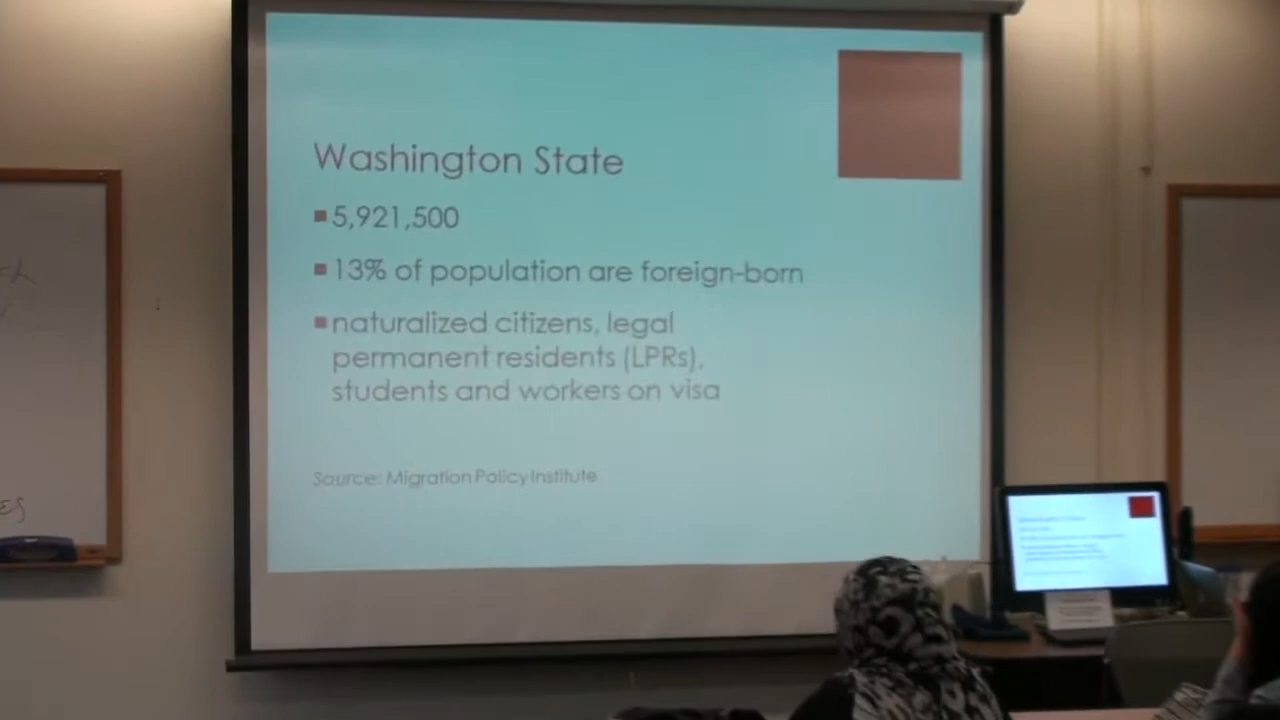 Washington State
5,921,500
13% of population are foreign-born
naturalized citizens, legal
permanent residents (LPRs),
students and workers on visa
Source: Migration Policy Institute